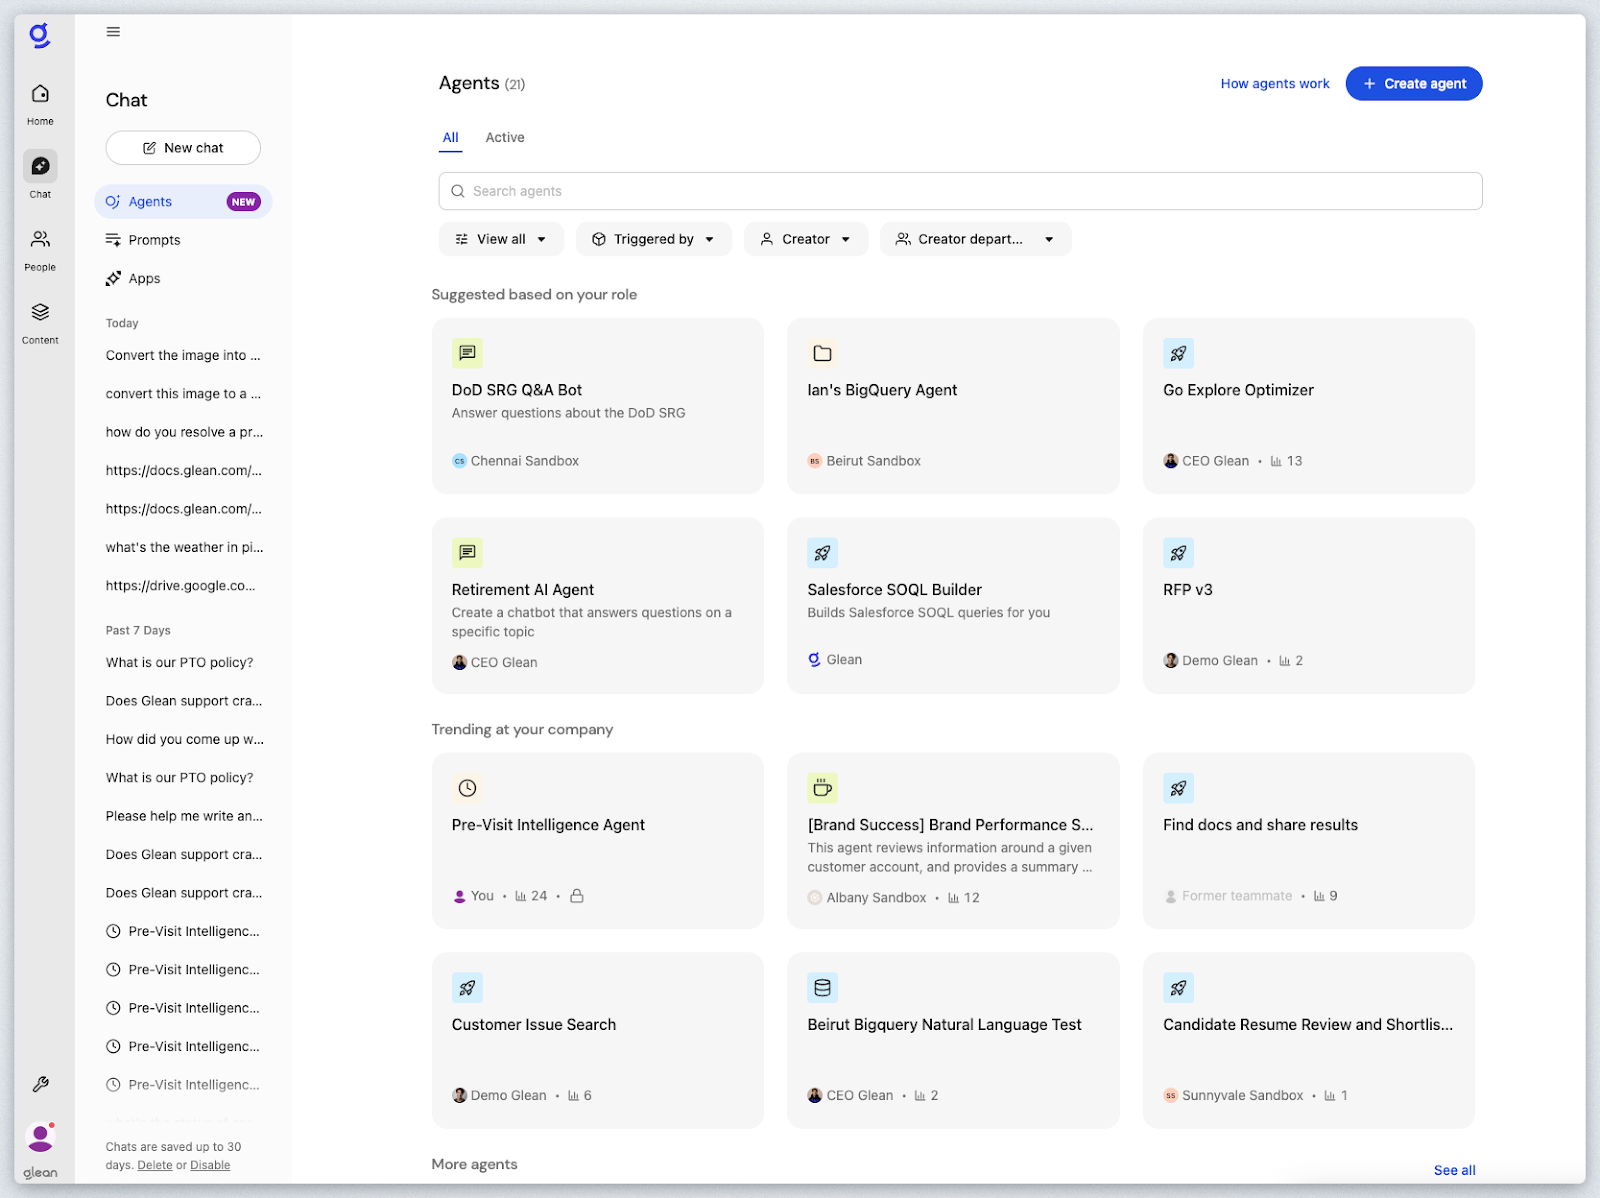 Home
Chat
People
Content
glean
Chat
New chat
Agents NEW
Prompts
Apps
Today
Convert the image into ...
convert this image to a ...
how do you resolve a pr...
https://docs.glean.com/...
https://docs.glean.com/...
what's the weather in pi...
https://drive.google.co...
Past 7 Days
What is our PTO policy?
Does Glean support cra...
How did you come up w...
What is our PTO policy?
Please help me write an...
Does Glean support cra...
Does Glean support cra...
Pre-Visit Intelligenc...
Pre-Visit Intelligenc...
Pre-Visit Intelligenc...
Pre-Visit Intelligenc...
Pre-Visit Intelligenc...
Chats are saved up to 30
days. Delete or Disable
Agents (21)
How agents work
+ Create agent
All Active
Search agents
View all Triggered by Creator Creator depart...
Suggested based on your role
DoD SRG Q&A Bot
Answer questions about the DoD SRG
CS Chennai Sandbox
Ian's BigQuery Agent
BS Beirut Sandbox
Go Explore Optimizer
CEO Glean • 13
Retirement AI Agent
Create a chatbot that answers questions on a
specific topic
CEO Glean
Salesforce SOQL Builder
Builds Salesforce SOQL queries for you
Glean
RFP v3
Demo Glean • 2
Trending at your company
Pre-Visit Intelligence Agent
You • 24 •
[Brand Success] Brand Performance S...
This agent reviews information around a given
customer account, and provides a summary ...
Albany Sandbox • 12
Find docs and share results
Former teammate • 9
Customer Issue Search
Demo Glean • 6
Beirut Bigquery Natural Language Test
CEO Glean • 2
Candidate Resume Review and Shortlis...
SS Sunnyvale Sandbox • 1
More agents
See all